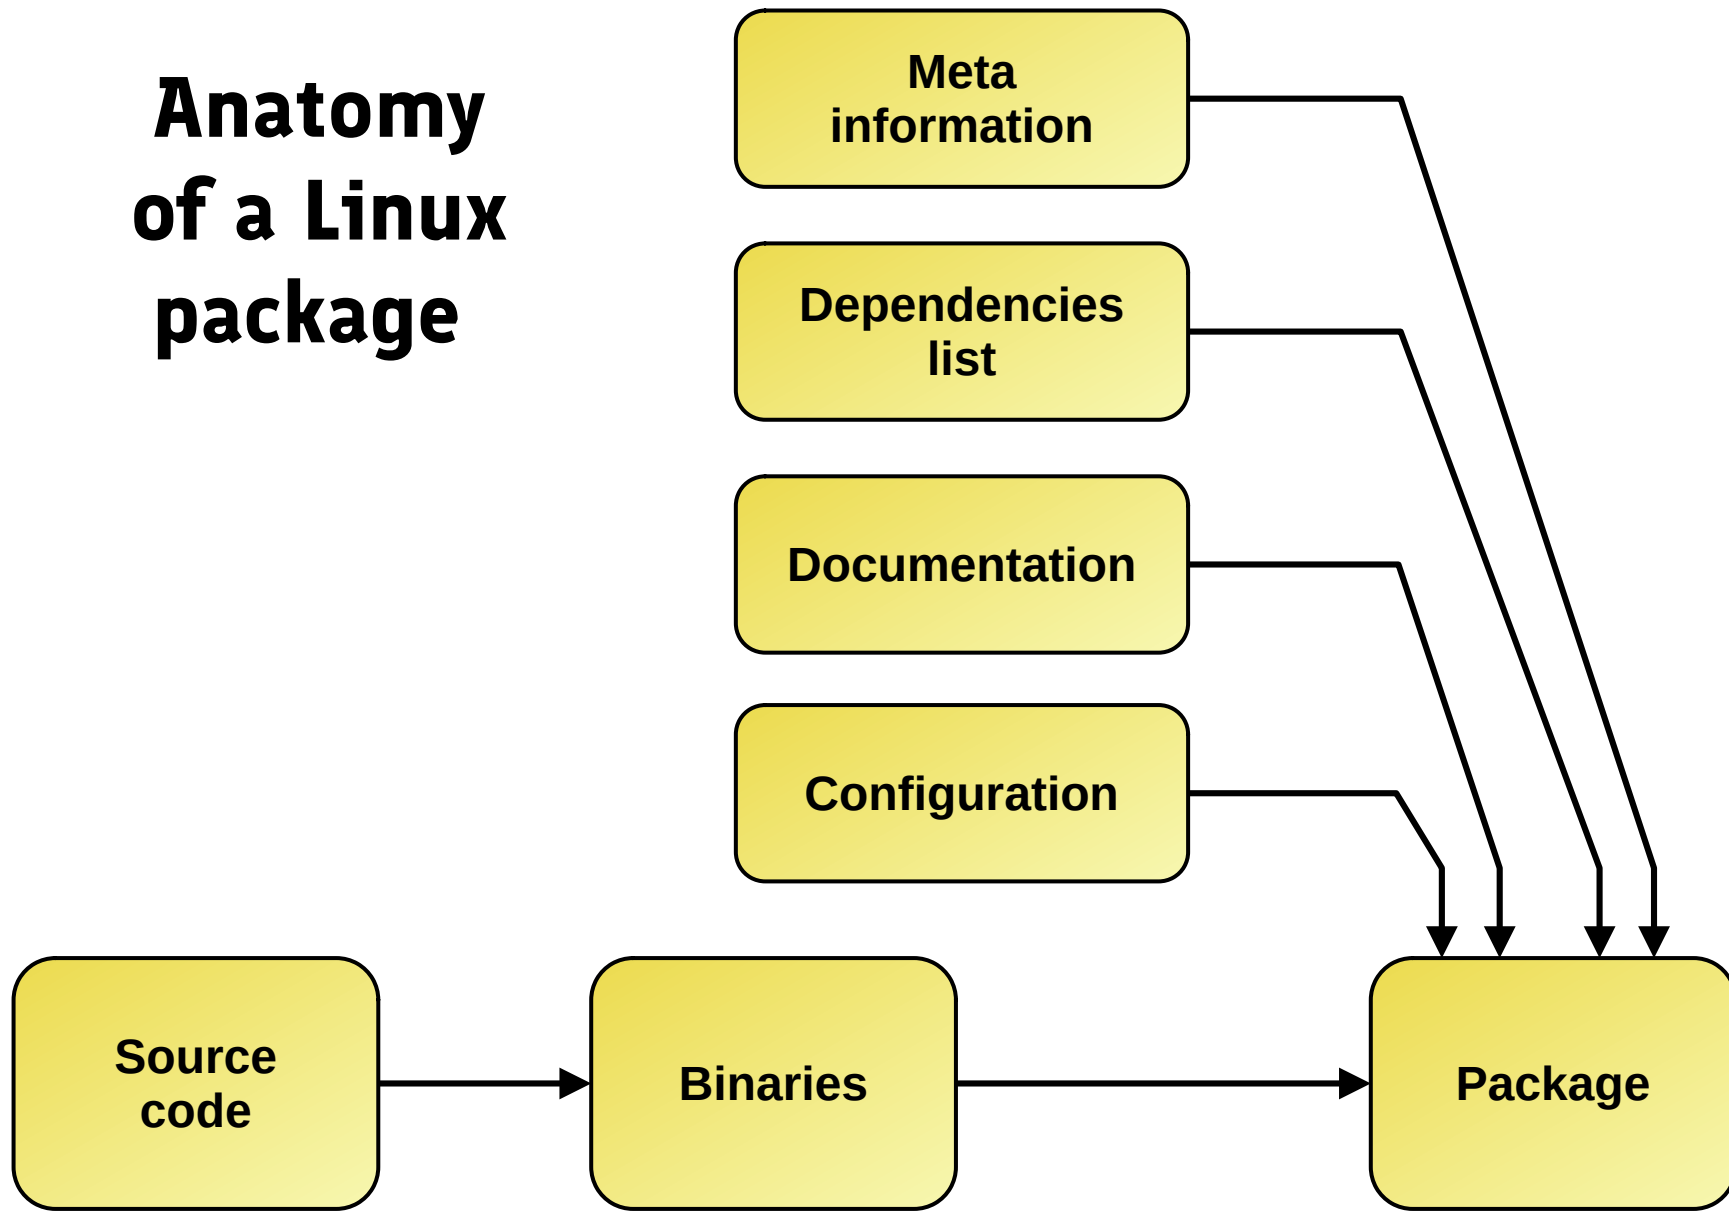 Anatomy
of a Linux
package
Meta
information
Dependencies
list
Documentation
Configuration
Source
code
Binaries
Package